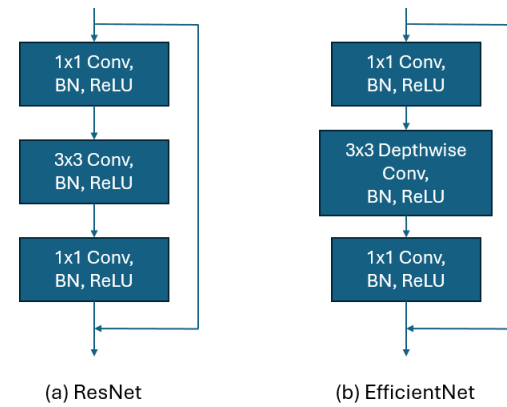 1x1 Conv,
BN, ReLU
3x3 Conv,
BN, ReLU
1x1 Conv,
BN, ReLU
(a) ResNet
1x1 Conv,
BN, ReLU
3x3 Depthwise
Conv,
BN, ReLU
1x1 Conv,
BN, ReLU
(b) EfficientNet